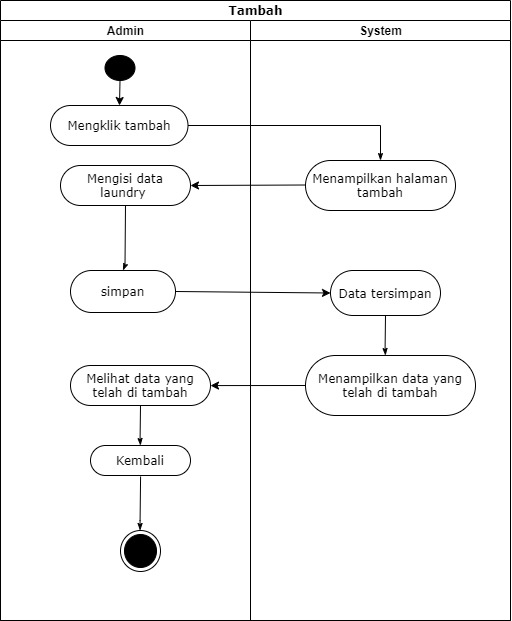 Tambah
Admin
System
Mengklik tambah
Menampilkan halaman
tambah
Mengisi data
laundry
simpan
Data tersimpan
Menampilkan data yang
telah di tambah
Melihat data yang
telah di tambah
Kembali